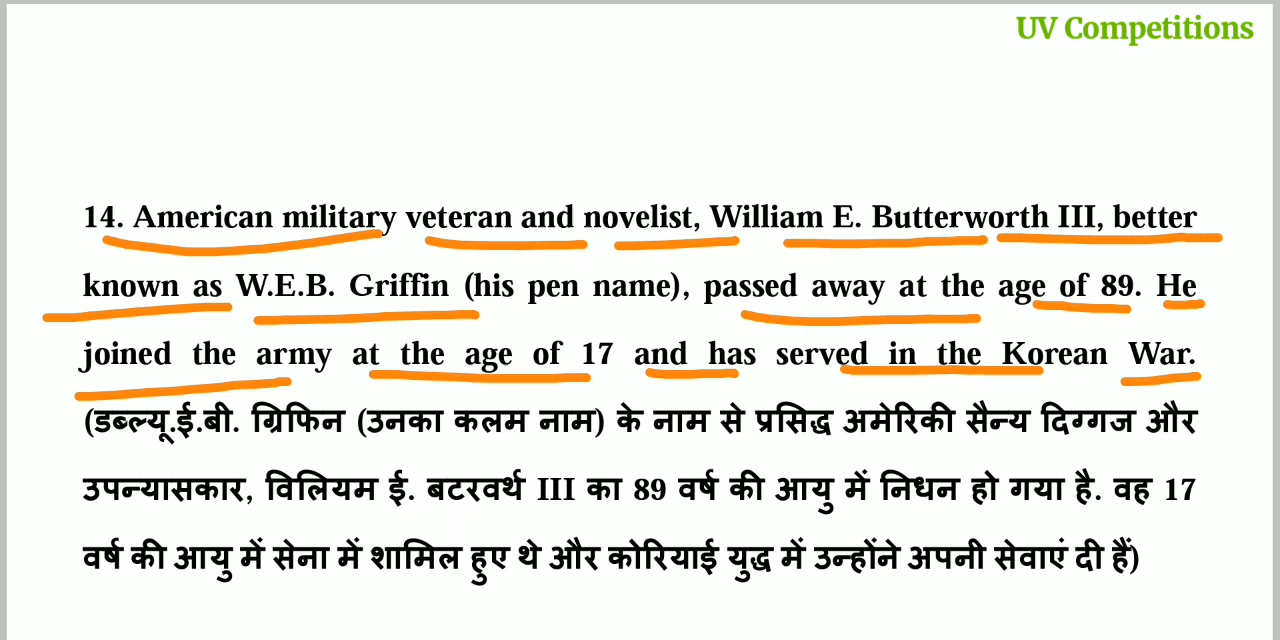 UV Competitions
14. American military veteran and novelist, William E. Butterworth III, better
known as W.E.B. Griffin (his pen name), passed away at the age of 89. He
joined the army at the age of 17 and has served in the Korean War.
(डब्ल्यू.ई.बी. ग्रिफिन (उनका कलम नाम) के नाम से प्रसिद्ध अमेरिकी सैन्य दिग्गज और
उपन्यासकार, विलियम ई. बटरवर्थ III का 89 वर्ष की आयु में निधन हो गया है. वह 17
वर्ष की आयु में सेना में शामिल हुए थे और कोरियाई युद्ध में उन्होंने अपनी सेवाएं दी हैं)